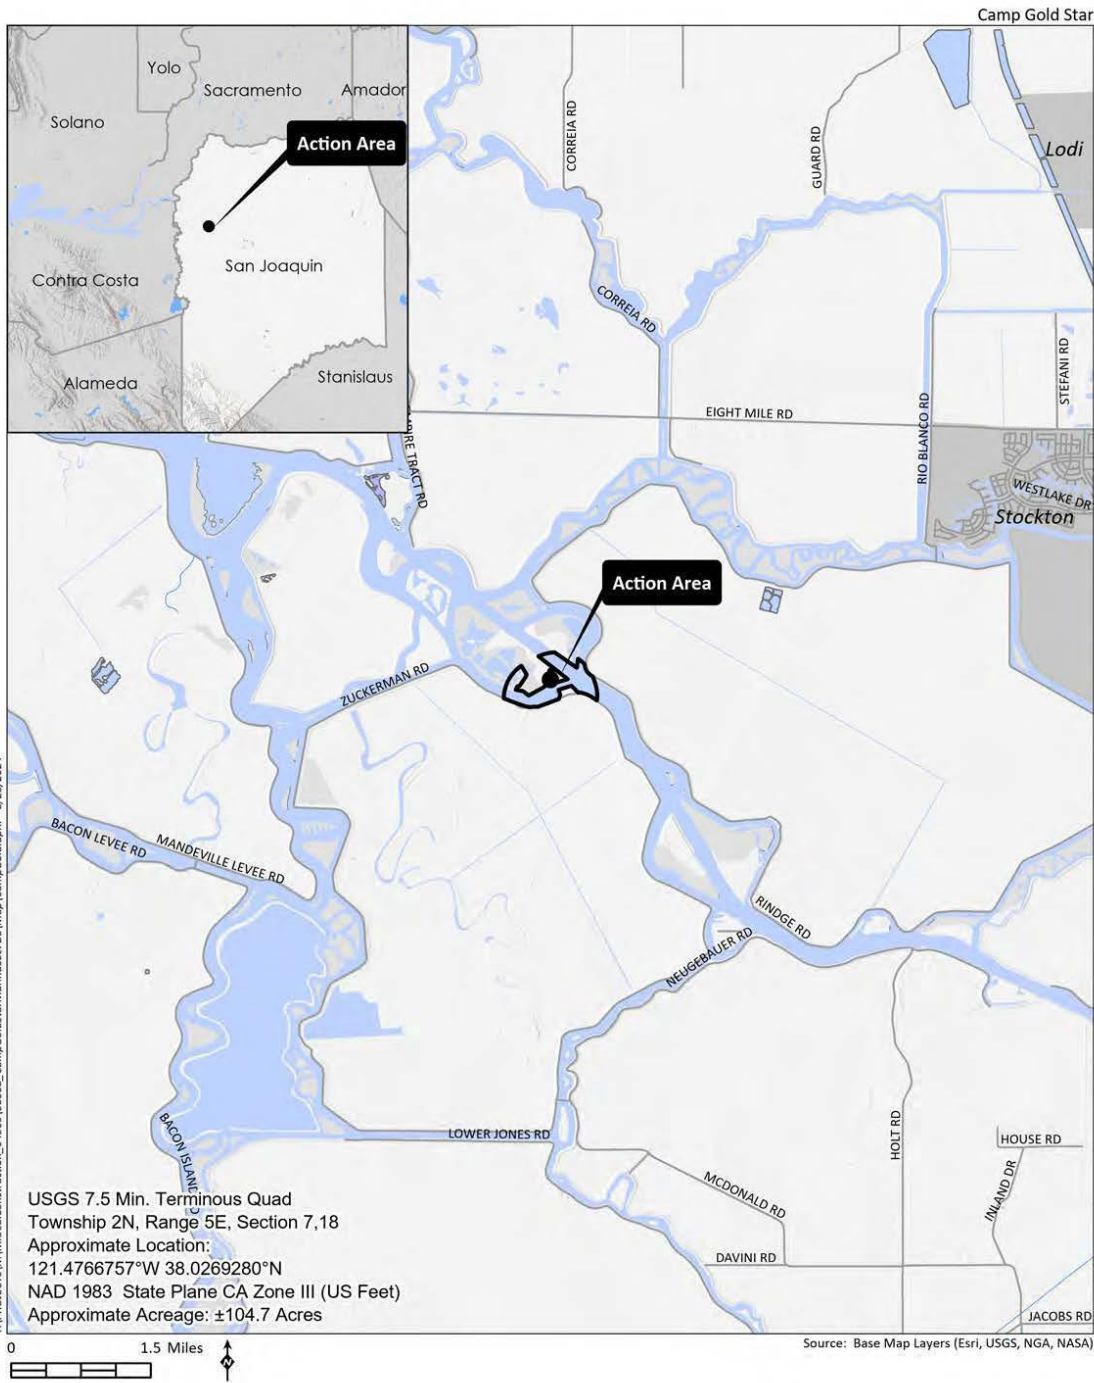 Camp Gold Star
Yolo
Sacramento
Amador
Solano
Action Area
San Joaquin
Contra Costa
Alameda
Stanislaus
CORREIA RD
GUARD RD
Lodi
CORREIA RD
STEFANI RD
EIGHT MILE RD
RIO BLANCO RD
TRACT RD
WESTLAKE DR
Stockton
Action Area
ZUCKERMAN RD
BACON LEVEE RD
MANDEVILLE LEVEE RD
RINDGE RD
NEUGEBAUER RD
BACON ISLAND
LOWER JONES RD
HOLT RD
HOUSE RD
INLAND DR
MCDONALD RD
DAVINI RD
JACOBS RD
USGS 7.5 Min. Terminous Quad
Township 2N, Range 5E, Section 7,18
Approximate Location:
121.4766757°W 38.0269280°N
NAD 1983 State Plane CA Zone III (US Feet)
Approximate Acreage: ±104.7 Acres
0 1.5 Miles
N
Source: Base Map Layers (Esri, USGS, NGA, NASA)